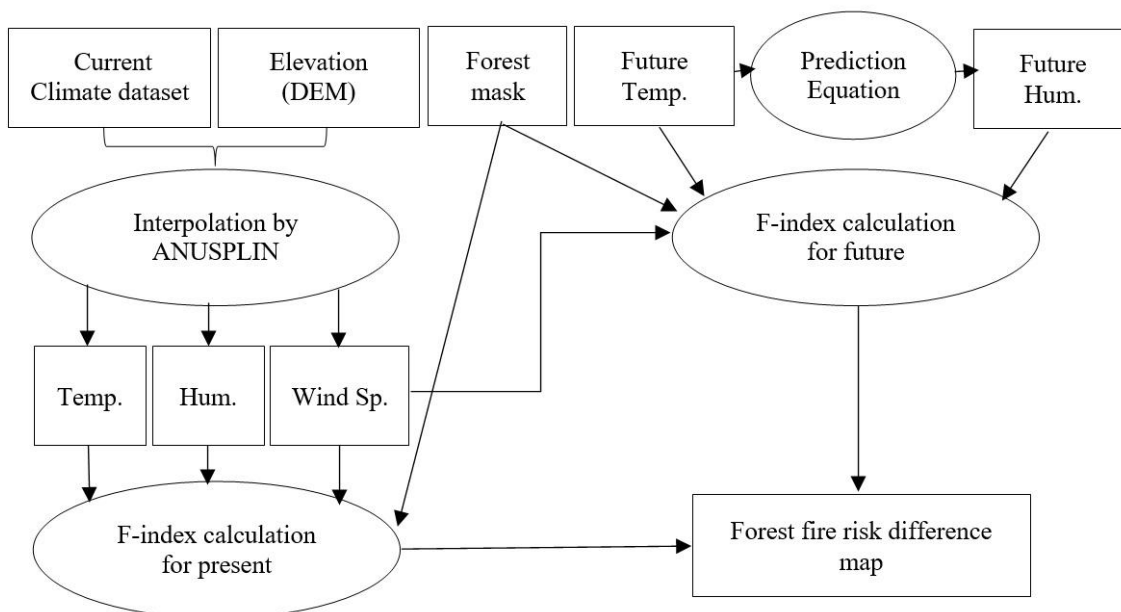 Current
Climate dataset
Elevation
(DEM)
Forest
mask
Future
Temp.
Prediction
Equation
Future
Hum.
Interpolation by
ANUSPLIN
F-index calculation
for future
Temp.
Hum.
Wind Sp.
F-index calculation
for present
Forest fire risk difference
map